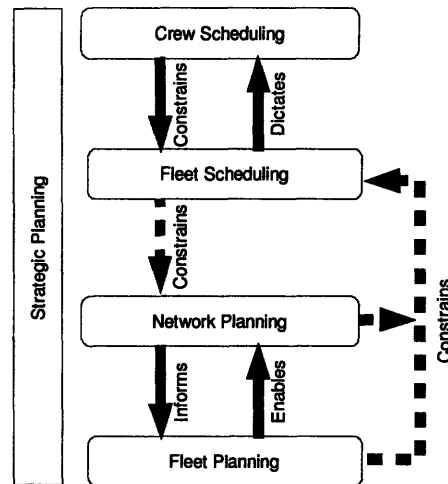 Crew Scheduling
Constrains
Dictates
Fleet Scheduling
Strategic Planning
Constrains
Network Planning
Constrains
Informs
Enables
Fleet Planning